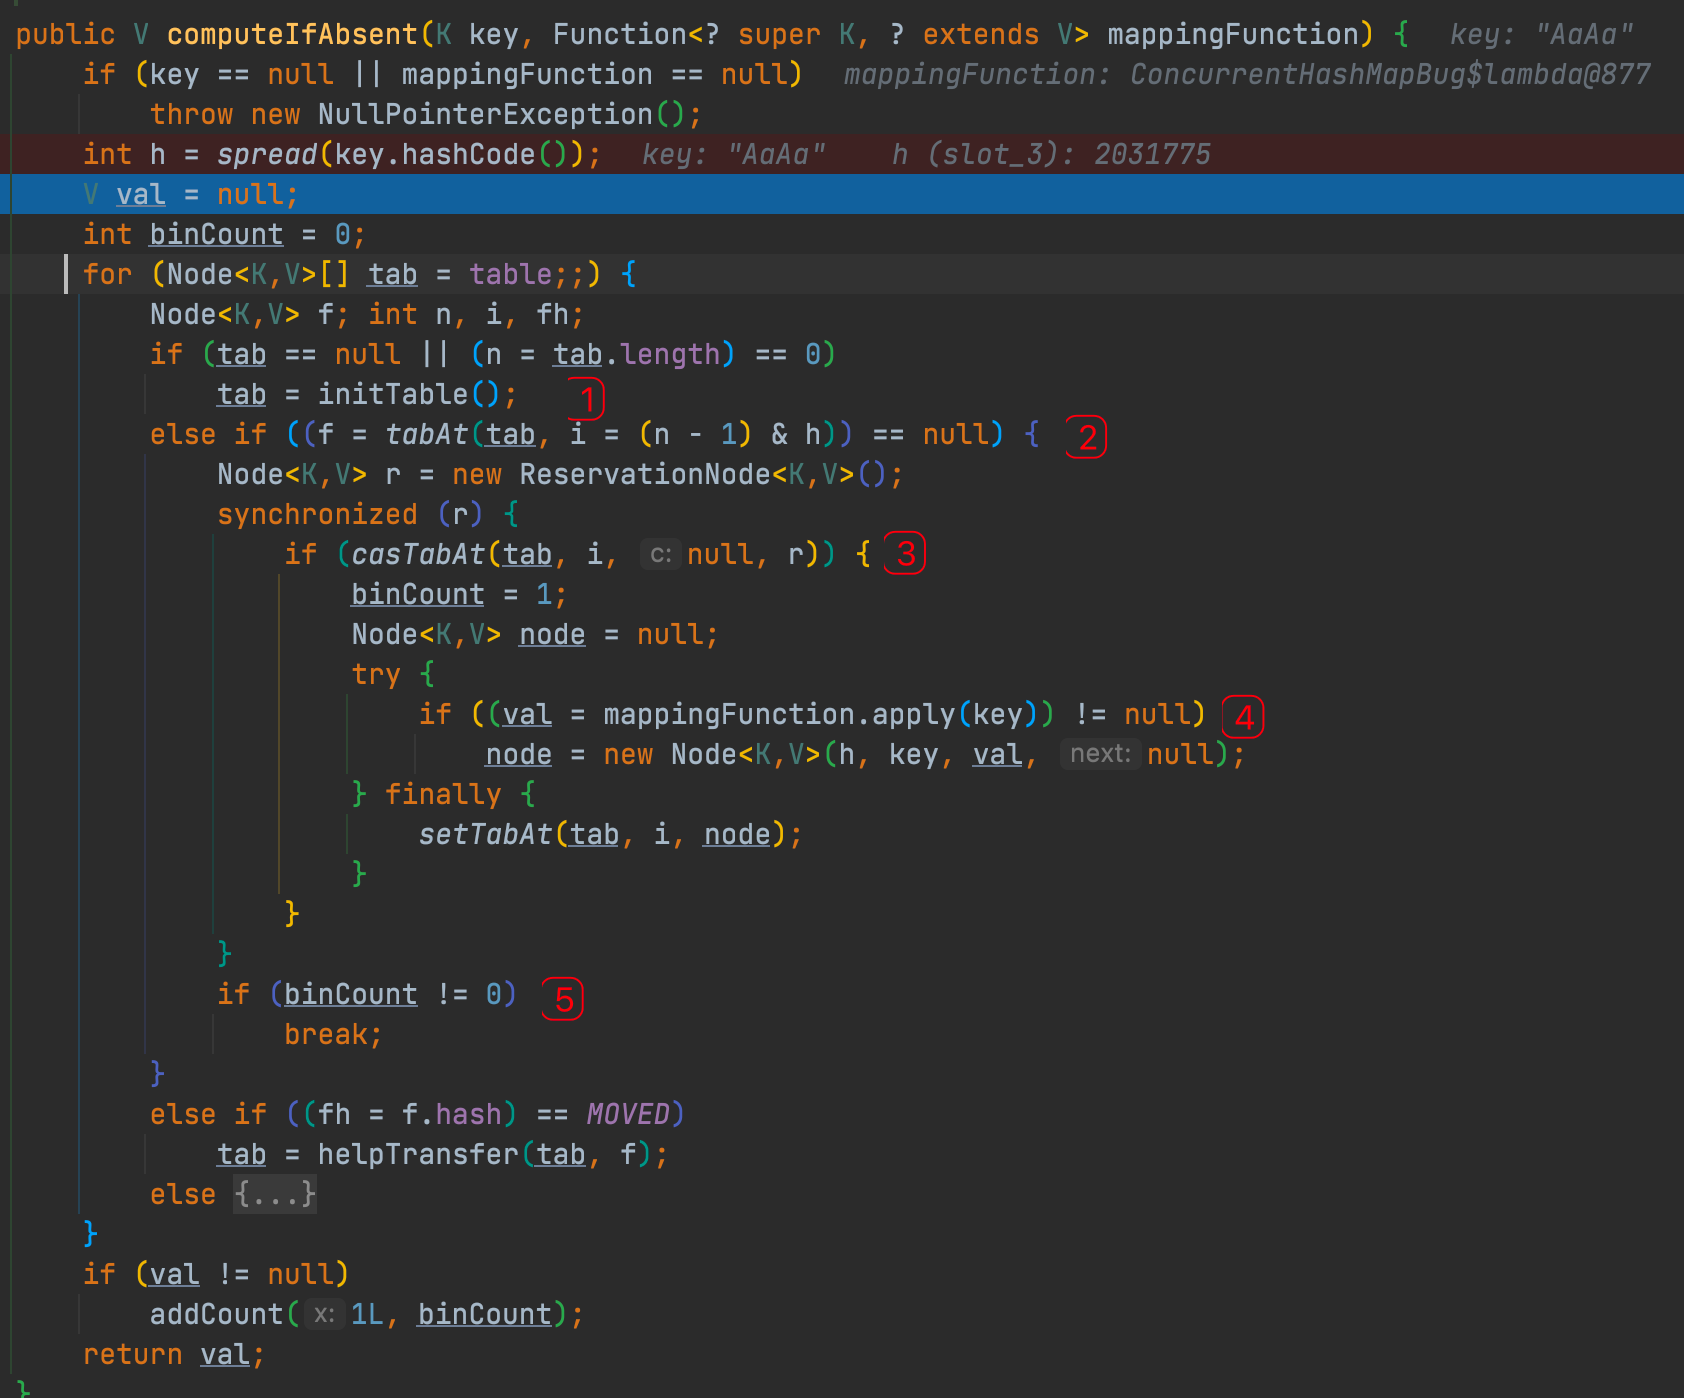 public V computeIfAbsent(K key, Function<? super K, ? extends V> mappingFunction) { key: "AaAa"
if (key == null || mappingFunction == null) mappingFunction: ConcurrentHashMapBug$lambda@877
throw new NullPointerException();
int h = spread(key.hashCode()); key: "AaAa" h (slot_3): 2031775
V val = null;
int binCount = 0;
for (Node<K,V>[] tab = table;;) {
Node<K,V> f; int n, i, fh;
if (tab == null || (n = tab.length) == 0)
tab = initTable(); 1
else if ((f = tabAt(tab, i = (n - 1) & h)) == null) { 2
Node<K,V> r = new ReservationNode<K,V>();
synchronized (r) {
if (casTabAt(tab, i, c: null, r)) { 3
binCount = 1;
Node<K,V> node = null;
try {
if ((val = mappingFunction.apply(key)) != null) 4
node = new Node<K,V>(h, key, val, next: null);
} finally {
setTabAt(tab, i, node);
}
}
}
if (binCount != 0) 5
break;
}
else if ((fh = f.hash) == MOVED)
tab = helpTransfer(tab, f);
else {...}
}
if (val != null)
addCount( x: 1L, binCount);
return val;
}